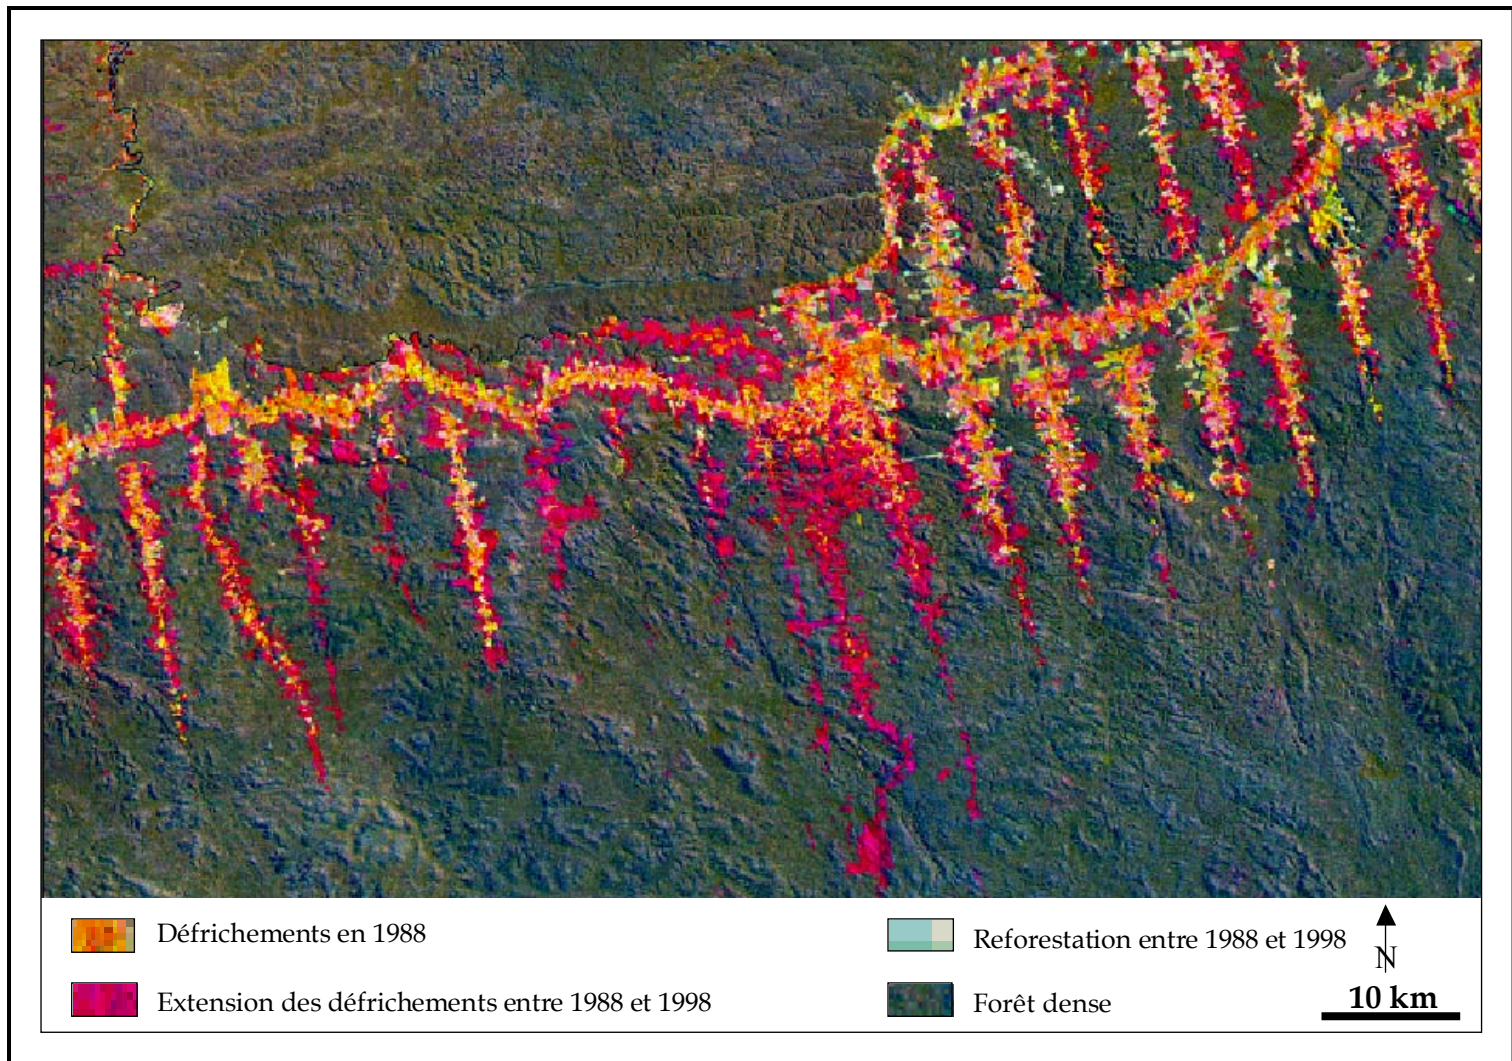 Défrichements en 1988
Extension des défrichements entre 1988 et 1998
Reforestation entre 1988 et 1998
Forêt dense
N
10 km